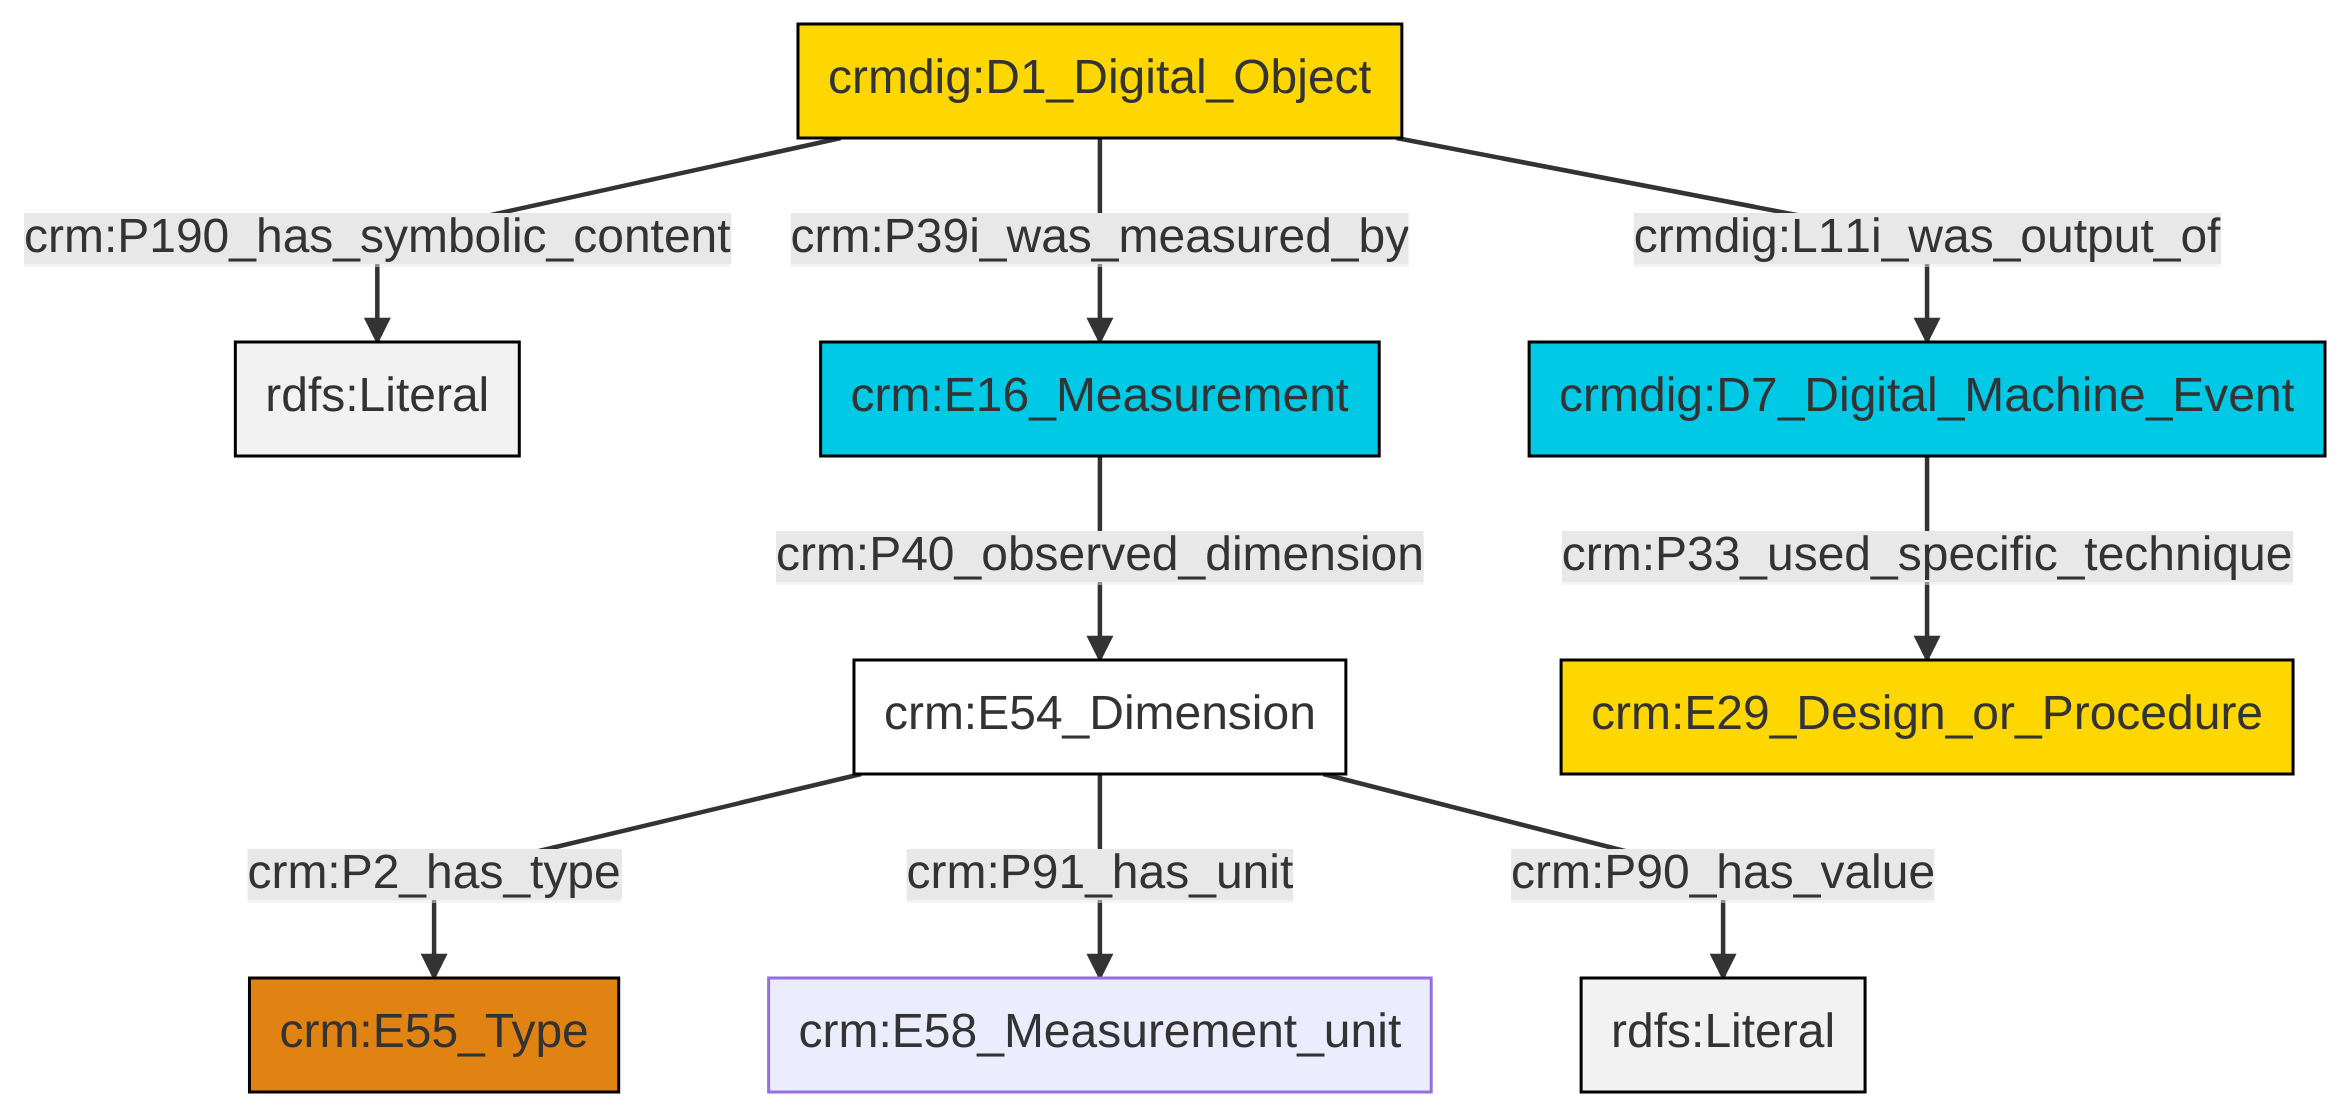 crmdig:D1_Digital_Object
crm:P190_has_symbolic_content
crm:P39i_was_measured_by
crmdig:L11i_was_output_of
rdfs:Literal
crm:E16_Measurement
crmdig:D7_Digital_Machine_Event
crm:P40_observed_dimension
crm:P33_used_specific_technique
crm:E54_Dimension
crm:E29_Design_or_Procedure
crm:P2_has_type
crm:P91_has_unit
crm:P90_has_value
crm:E55_Type
crm:E58_Measurement_unit
rdfs:Literal